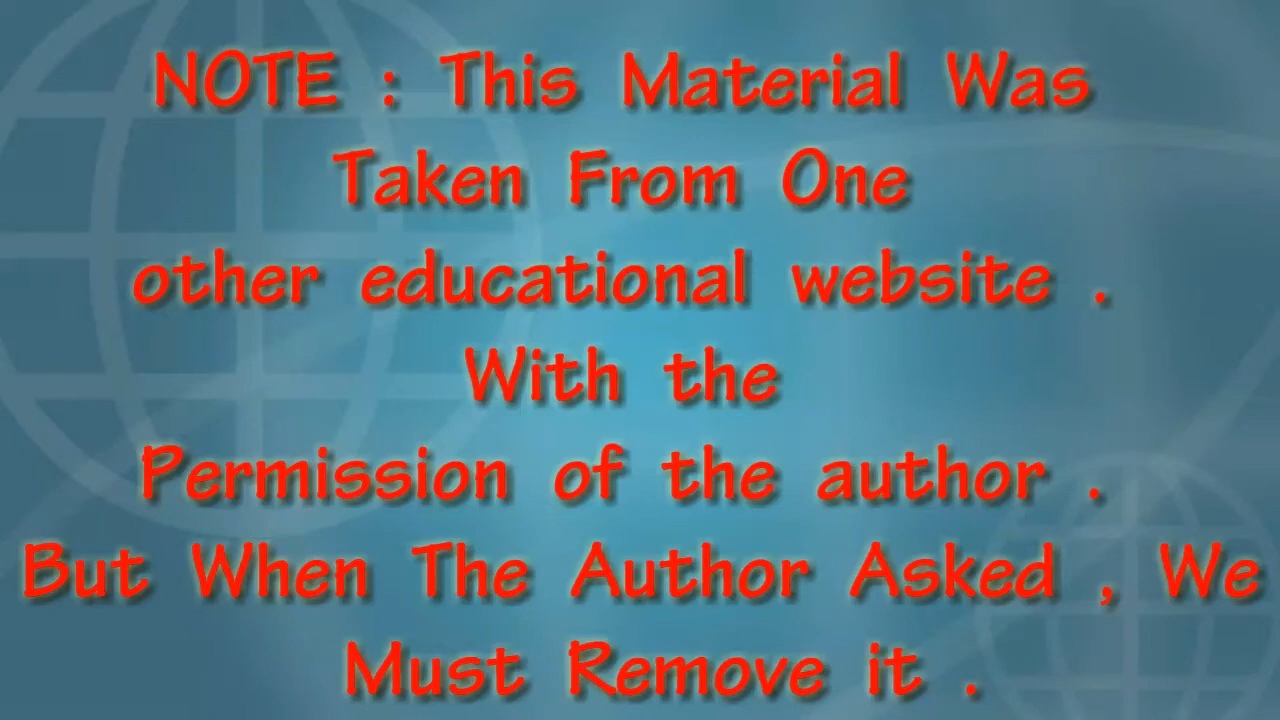 NOTE : This Material Was
Taken From One
other educational website .
With the
Permission of the author .
But When The Author Asked , We
Must Remove it .